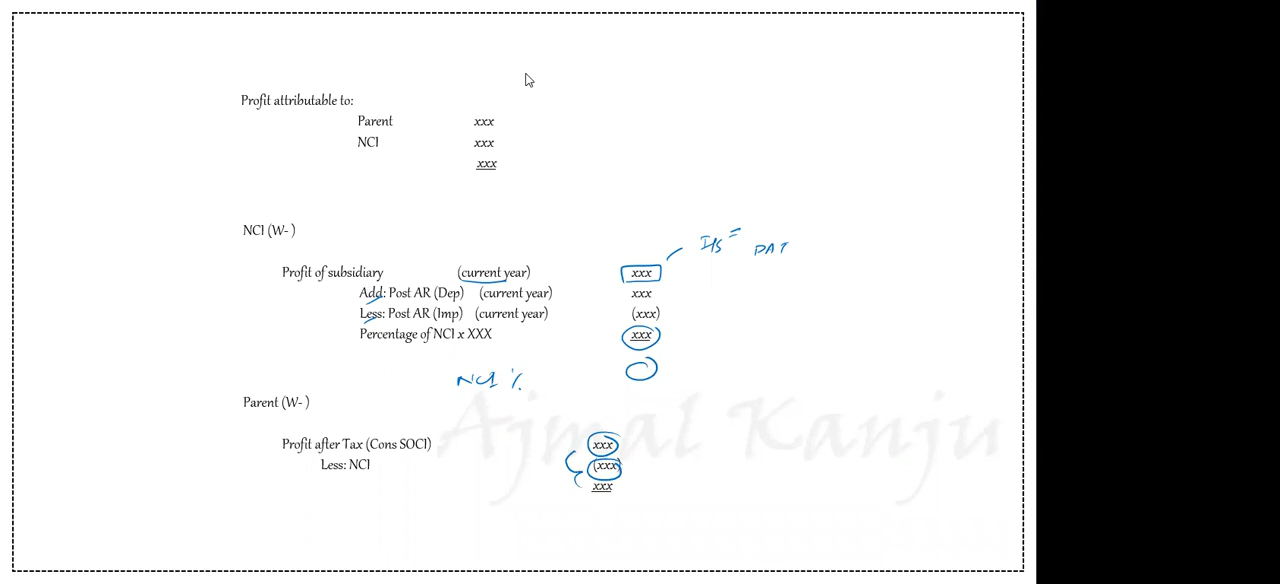 Profit attributable to:
Parent xxx
NCI xxx
xxx
NCI (W- )
I/S = PAT
Profit of subsidiary (current year) xxx
Add: Post AR (Dep) (current year) xxx
Less: Post AR (Imp) (current year) (xxx)
Percentage of NCI x XXX xxx
NCI %
Parent (W- )
Ajmal Kanju
Profit after Tax (Cons SOCI) xxx
Less: NCI (xxx)
xxx